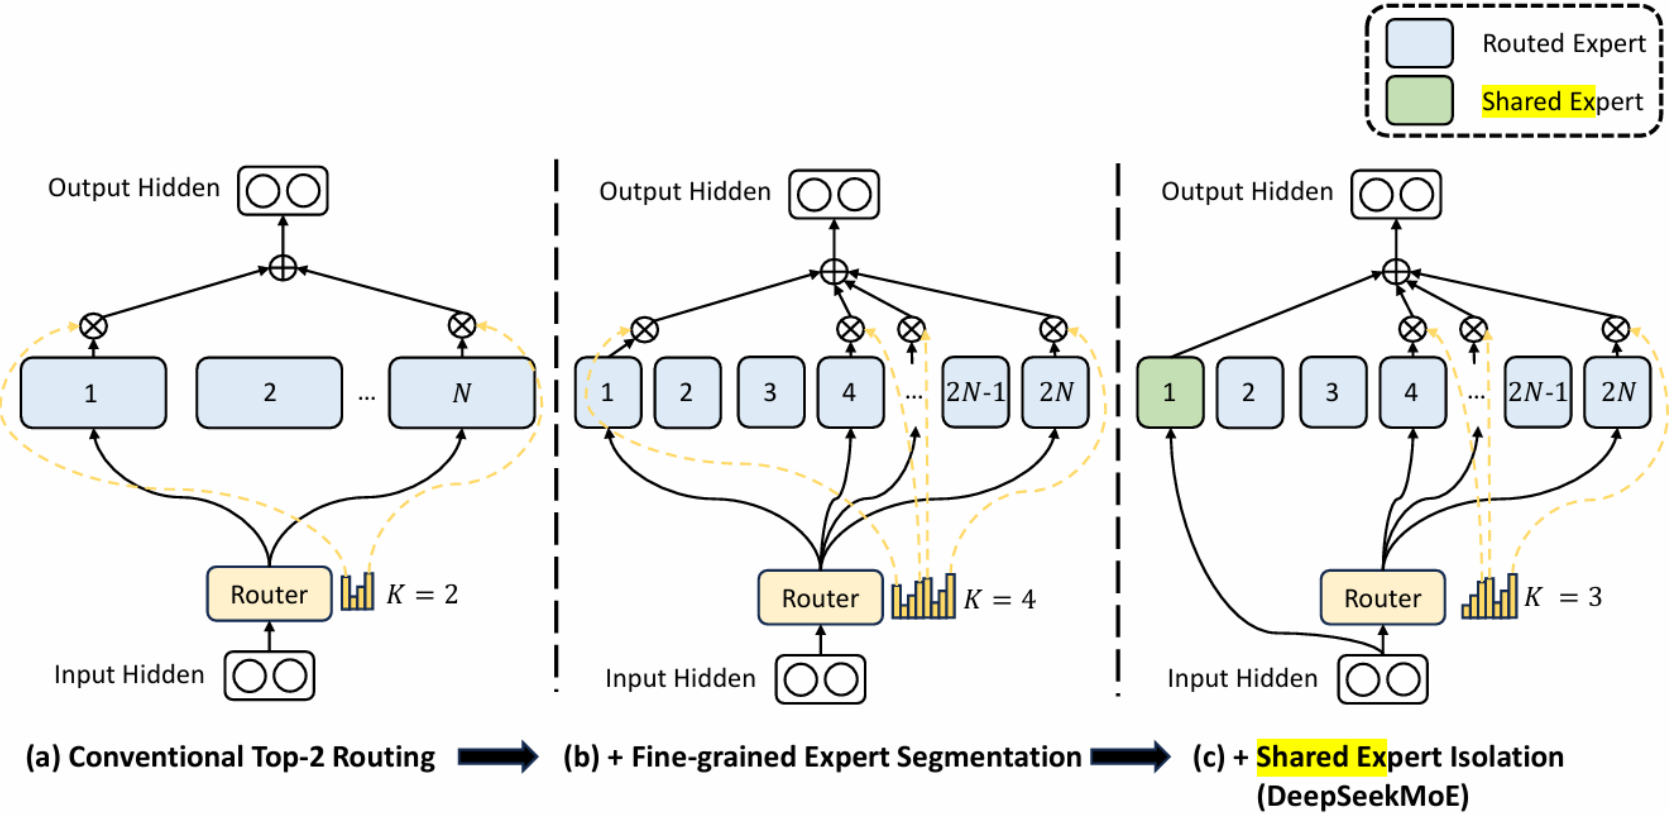 Routed Expert
Shared Expert
Output Hidden
1
2
...
N
Router
K = 2
Input Hidden
(a) Conventional Top-2 Routing
Output Hidden
1
2
3
4
...
2N-1
2N
Router
K = 4
Input Hidden
(b) + Fine-grained Expert Segmentation
Output Hidden
1
2
3
4
...
2N-1
2N
Router
K = 3
Input Hidden
(c) + Shared Expert Isolation
(DeepSeekMoE)